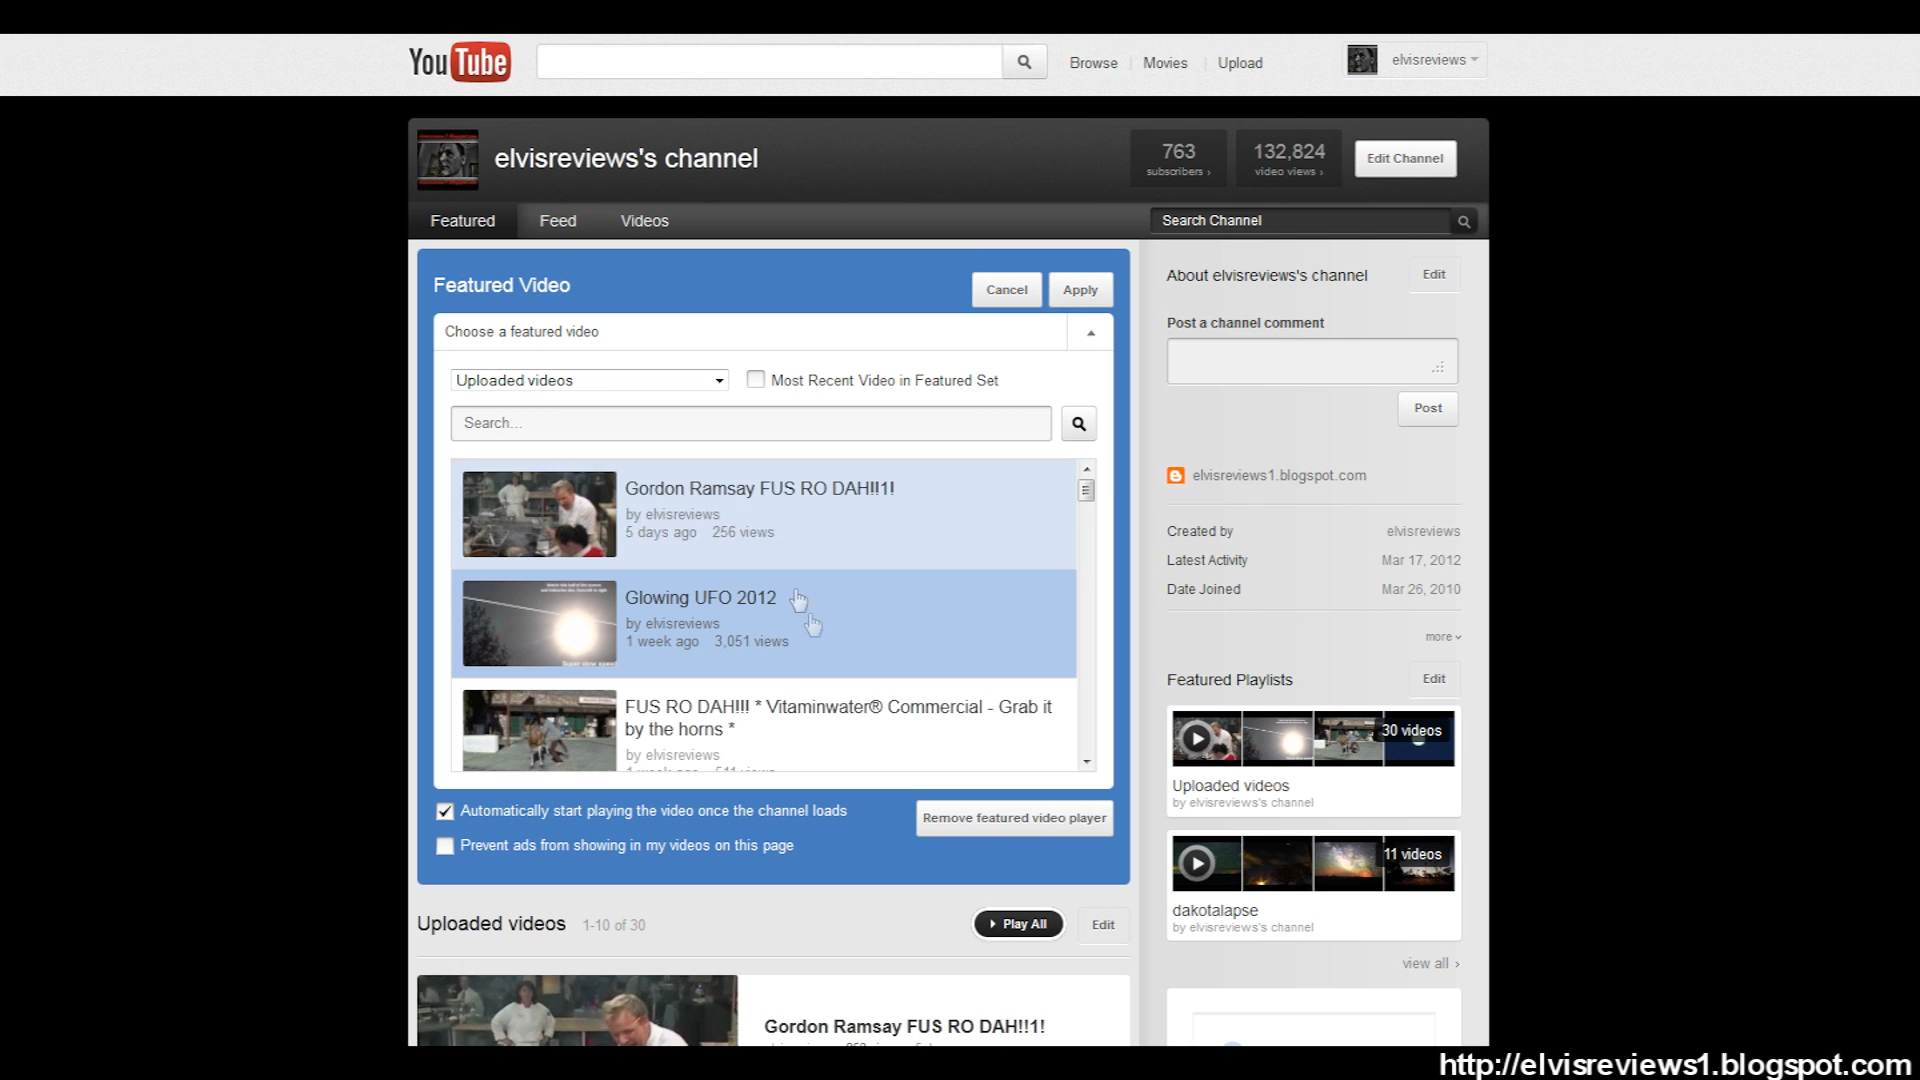 YouTube
Browse
Movies
Upload
elvisreviews
elvisreviews's channel
763
subscribers ›
132,824
video views ›
Edit Channel
Featured
Feed
Videos
Search Channel
Featured Video
Cancel
Apply
Choose a featured video
Uploaded videos
Most Recent Video in Featured Set
Search...
Gordon Ramsay FUS RO DAH!!1!
by elvisreviews
5 days ago 256 views
Glowing UFO 2012
by elvisreviews
1 week ago 3,051 views
FUS RO DAH!!! * Vitaminwater® Commercial - Grab it
by the horns *
by elvisreviews
Automatically start playing the video once the channel loads
Remove featured video player
Prevent ads from showing in my videos on this page
Uploaded videos 1-10 of 30
Play All
Edit
Gordon Ramsay FUS RO DAH!!1!
About elvisreviews's channel
Edit
Post a channel comment
Post
elvisreviews1.blogspot.com
Created by elvisreviews
Latest Activity Mar 17, 2012
Date Joined Mar 26, 2010
more
Featured Playlists
Edit
30 videos
Uploaded videos
by elvisreviews's channel
11 videos
dakotalapse
by elvisreviews's channel
view all ›
http://elvisreviews1.blogspot.com